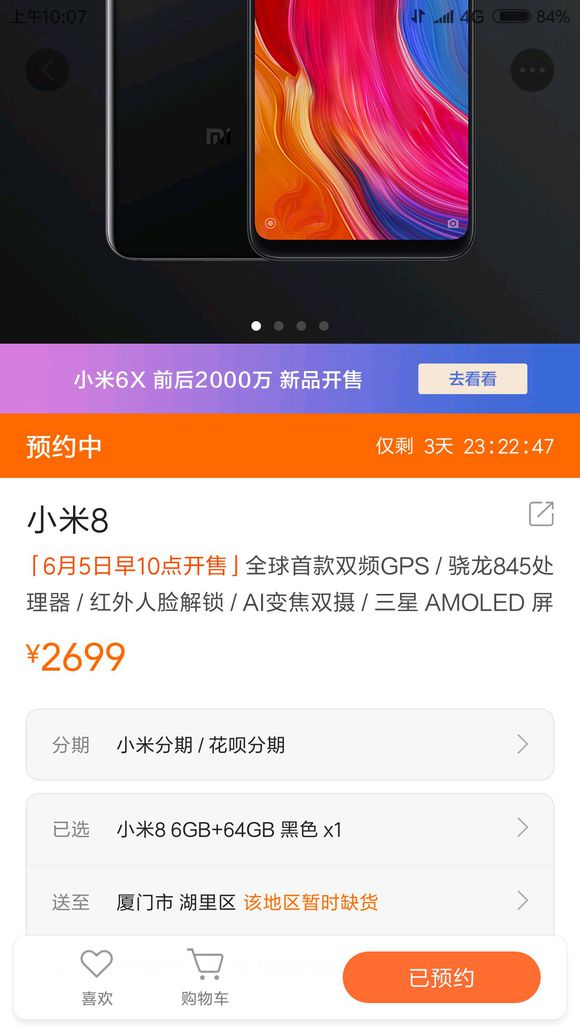 上午10:07
4G
84%
MI
小米6X 前后2000万 新品开售
去看看
预约中
仅剩 3天 23:22:47
小米8
「6月5日早10点开售」全球首款双频GPS / 骁龙845处
理器 / 红外人脸解锁 / AI变焦双摄 / 三星 AMOLED 屏
¥2699
分期 小米分期 / 花呗分期
已选 小米8 6GB+64GB 黑色 x1
送至 厦门市 湖里区 该地区暂时缺货
喜欢
购物车
已预约